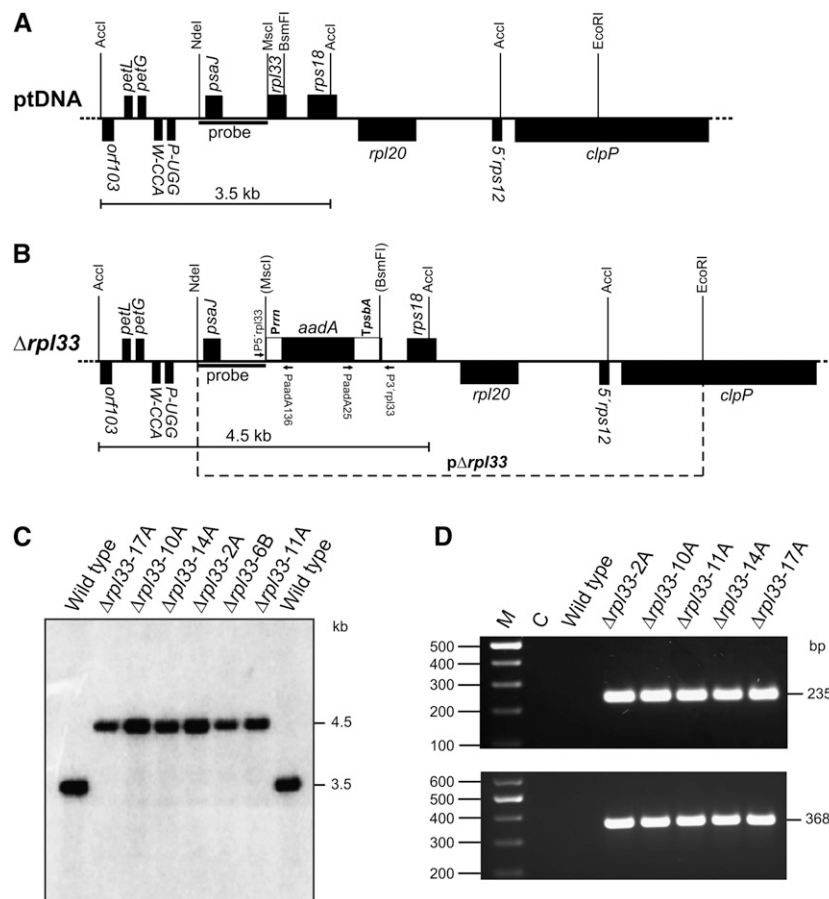 A
AccI
petL
petG
NdeI
psaJ
MscI
rpl33
BsmFI
rps18
AccI
AccI
EcoRI
ptDNA
probe
orf103
W-CCA
P-UGG
rpl20
5´rps12
clpP
3.5 kb
B
AccI
petL
petG
NdeI
psaJ
P5´rpl33
(MscI)
Prrn
aadA
TpsbA
(BsmFI)
rps18
AccI
AccI
EcoRI
Δrpl33
probe
orf103
W-CCA
P-UGG
PaadA136
PaadA25
P3´rpl33
rpl20
5´rps12
clpP
4.5 kb
pΔrpl33
C
Wild type
Δrpl33-17A
Δrpl33-10A
Δrpl33-14A
Δrpl33-2A
Δrpl33-6B
Δrpl33-11A
Wild type
kb
4.5
3.5
D
M
C
Wild type
Δrpl33-2A
Δrpl33-10A
Δrpl33-11A
Δrpl33-14A
Δrpl33-17A
bp
500
400
300
200
100
235
600
500
400
300
200
368